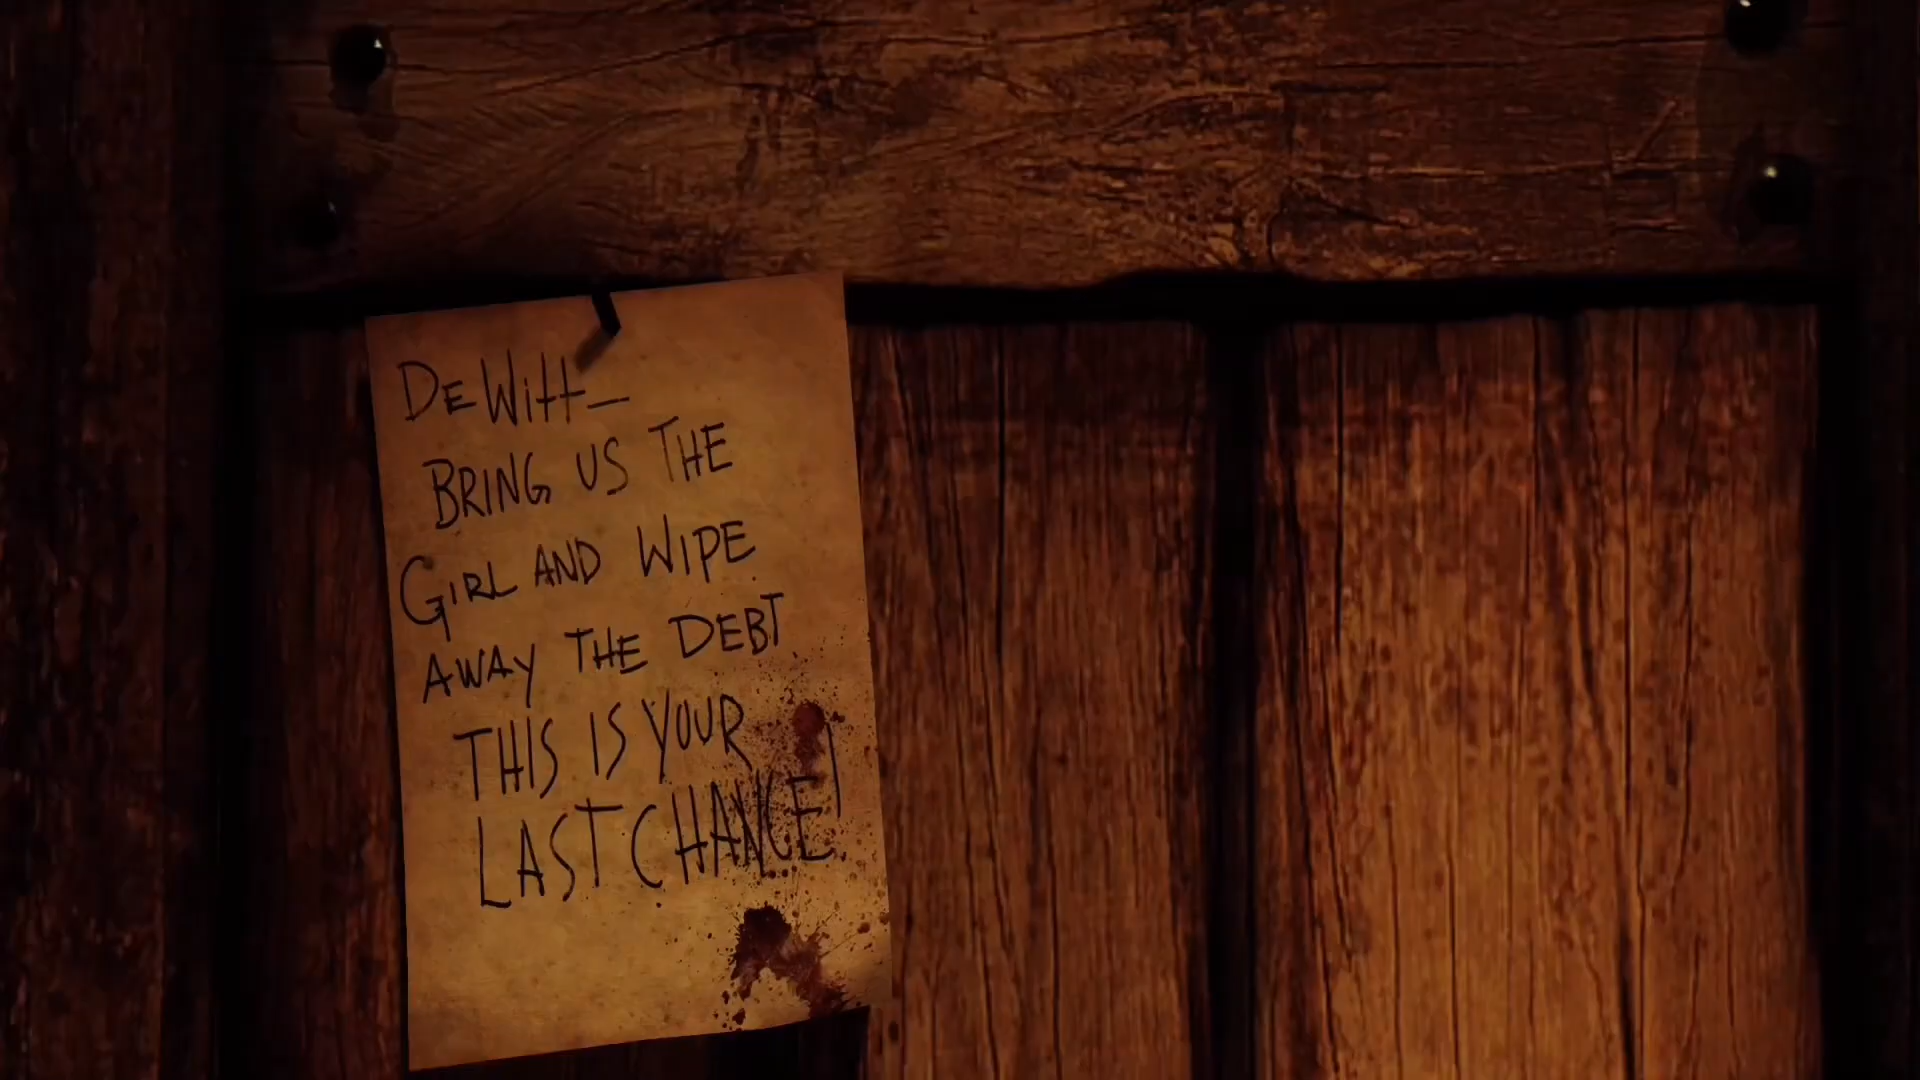 DeWitt—
BRING US THE
GIRL AND WIPE
AWAY THE DEBT
THIS IS YOUR
LAST CHANCE!